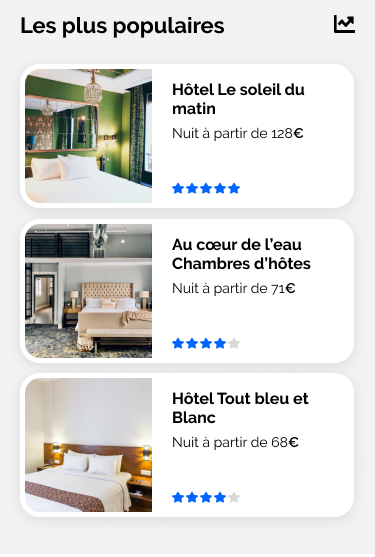 Les plus populaires
Hôtel Le soleil du
matin
Nuit à partir de 128€
Au cœur de l'eau
Chambres d'hôtes
Nuit à partir de 71€
Hôtel Tout bleu et
Blanc
Nuit à partir de 68€